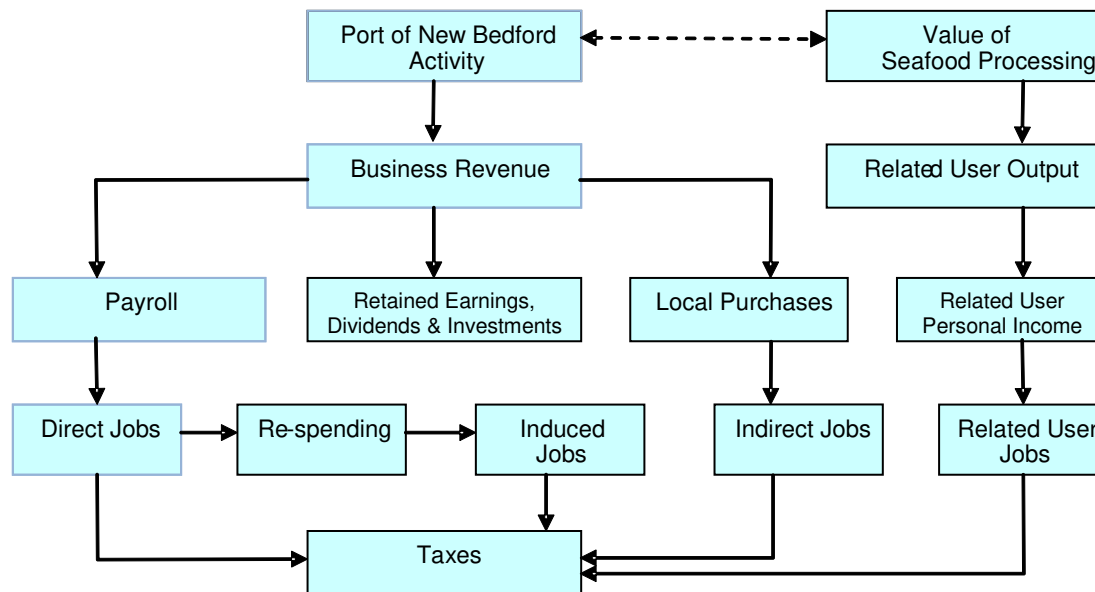 Port of New Bedford
Activity
Value of
Seafood Processing
Business Revenue
Related User Output
Payroll
Retained Earnings,
Dividends & Investments
Local Purchases
Related User
Personal Income
Direct Jobs
Re-spending
Induced
Jobs
Indirect Jobs
Related User
Jobs
Taxes